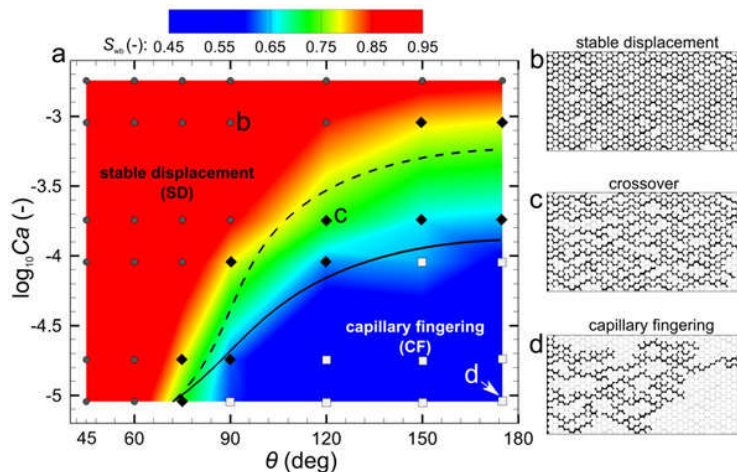 S_wb (-): 0.45 0.55 0.65 0.75 0.85 0.95
a
-3
-3.5
-4
-4.5
-5
log₁₀Ca (-)
stable displacement
(SD)
b
c
capillary fingering
(CF)
d
45 60 75 90 120 150 180
θ (deg)
stable displacement
b
crossover
c
capillary fingering
d